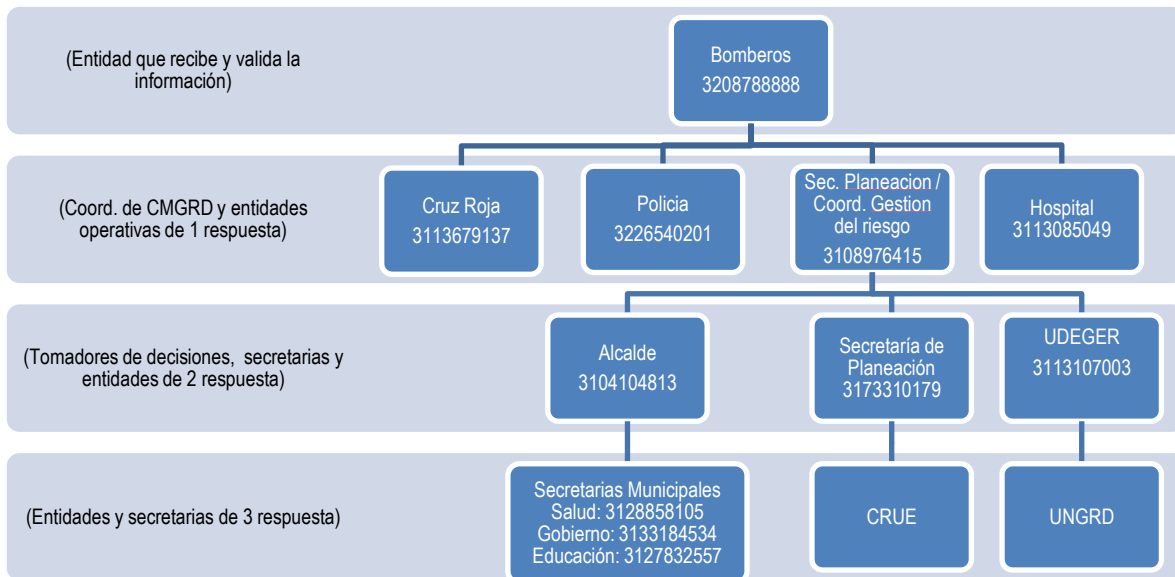 (Entidad que recibe y valida la
información)
Bomberos
3208788888
(Coord. de CMGRD y entidades
operativas de 1 respuesta)
Cruz Roja
3113679137
Policia
3226540201
Sec. Planeacion /
Coord. Gestion
del riesgo
3108976415
Hospital
3113085049
(Tomadores de decisiones, secretarias y
entidades de 2 respuesta)
Alcalde
3104104813
Secretaría de
Planeación
3173310179
UDEGER
3113107003
(Entidades y secretarias de 3 respuesta)
Secretarias Municipales
Salud: 3128858105
Gobierno: 3133184534
Educación: 3127832557
CRUE
UNGRD